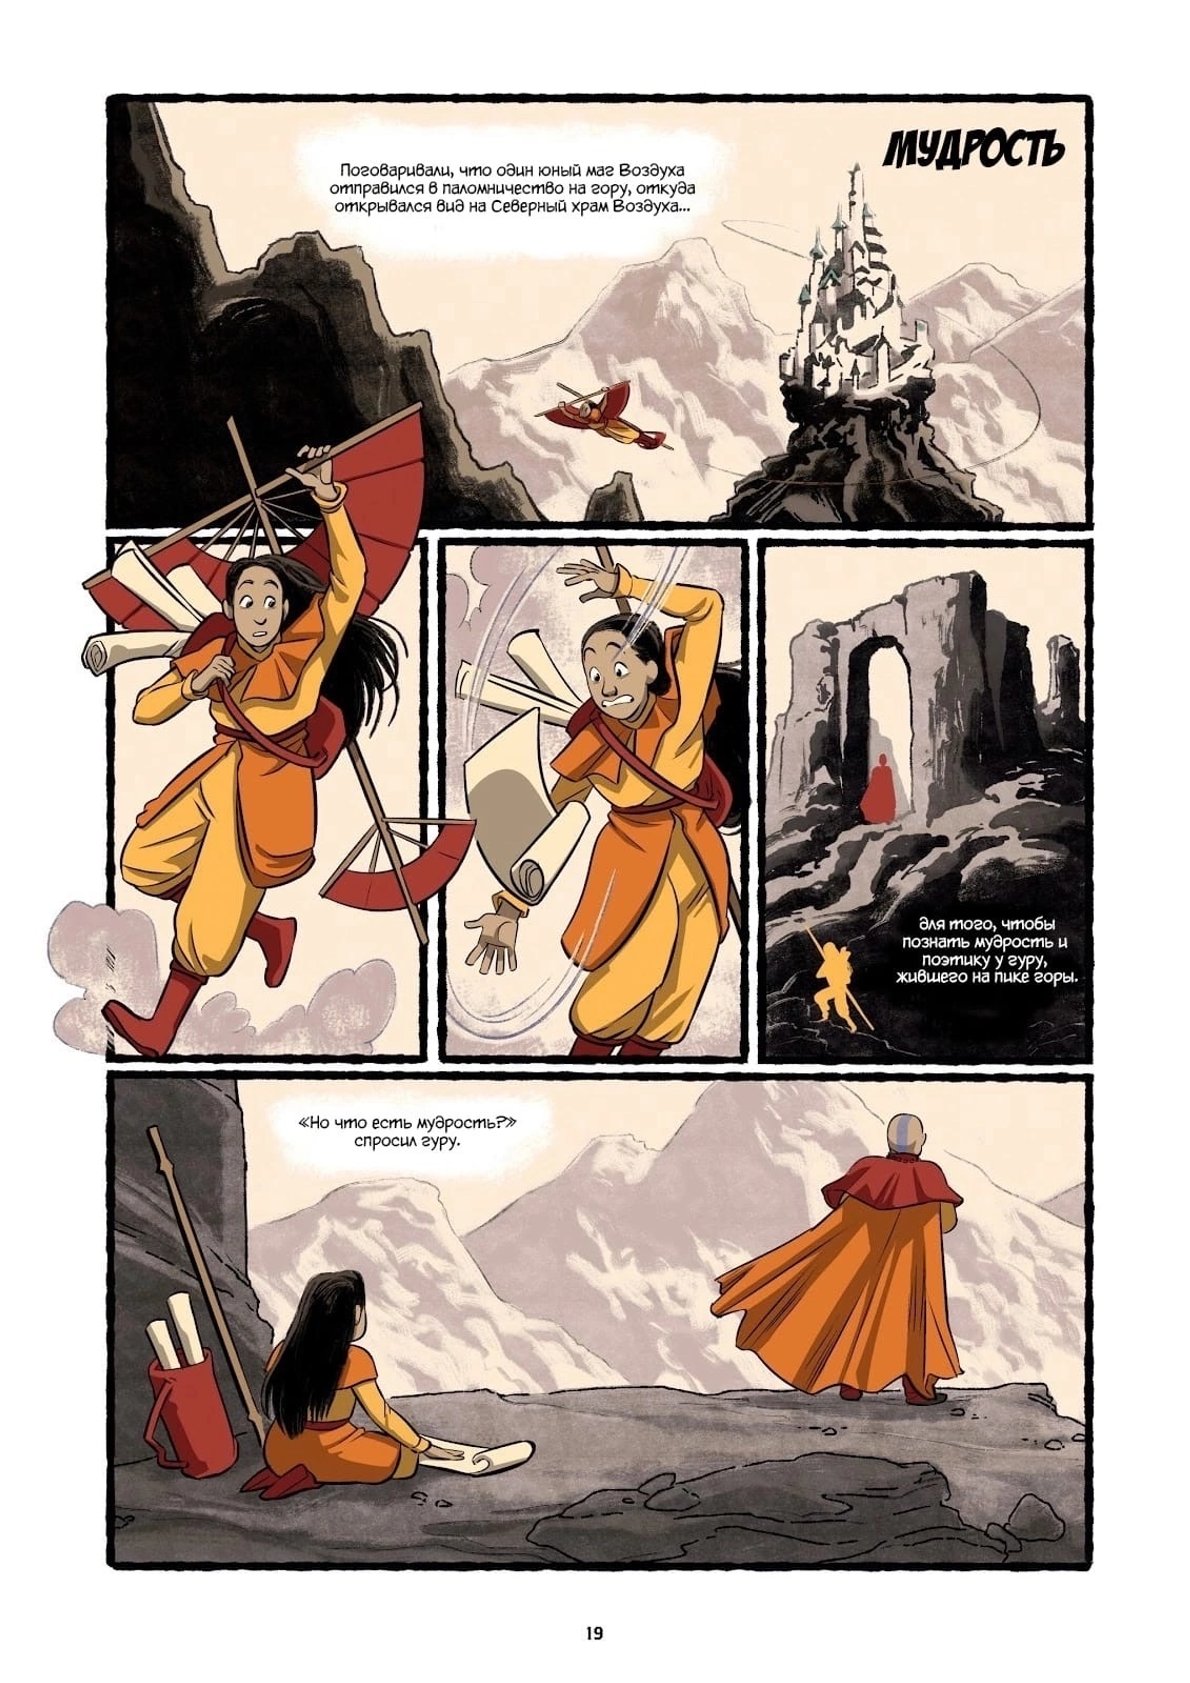 МУДРОСТЬ
Поговаривали, что один юный маг Воздуха
отправился в паломничество на гору, откуда
открывался вид на Северный храм Воздуха...
для того, чтобы
познать мудрость и
поэтику у гуру,
жившего на пике горы.
«Но что есть мудрость?»
спросил гуру.
19